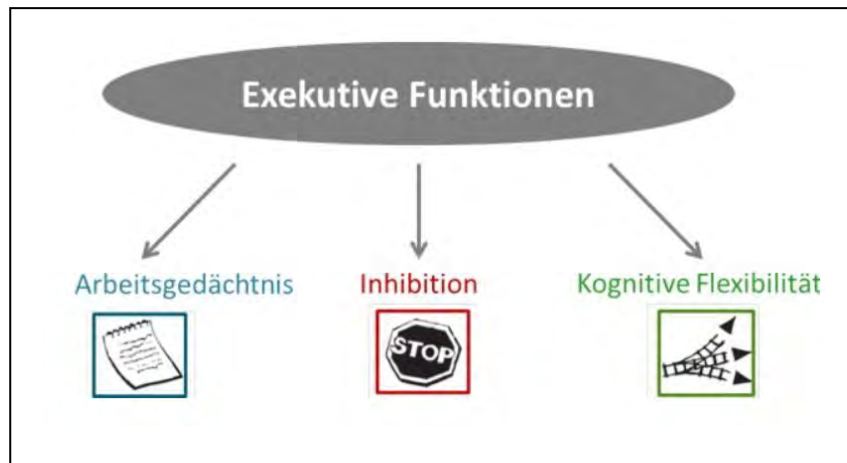 Exekutive Funktionen
Arbeitsgedächtnis
Inhibition
Kognitive Flexibilität
STOP